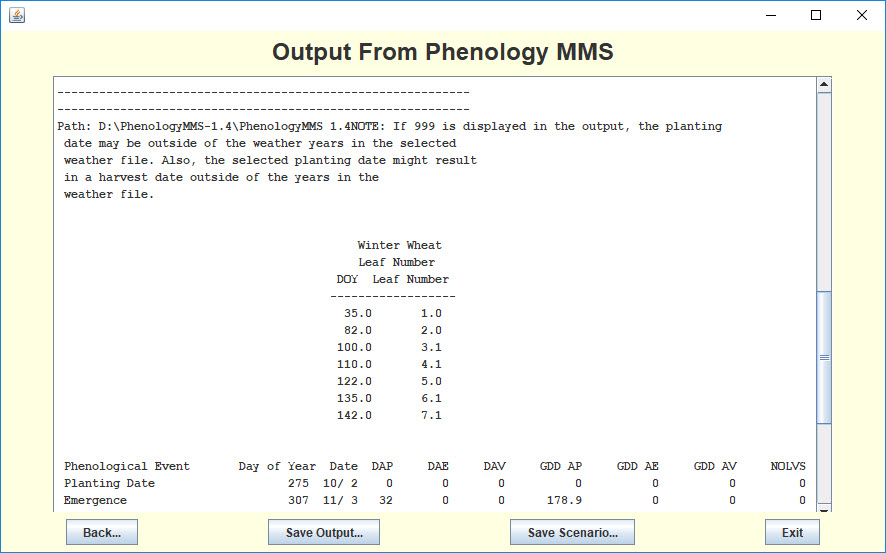 Output From Phenology MMS
-----------------------------------------------------------
-----------------------------------------------------------
Path: D:\PhenologyMMS-1.4\PhenologyMMS 1.4NOTE: If 999 is displayed in the output, the planting
date may be outside of the weather years in the selected
weather file. Also, the selected planting date might result
in a harvest date outside of the years in the
weather file.
Winter Wheat
Leaf Number
DOY Leaf Number
------------------
35.0 1.0
82.0 2.0
100.0 3.1
110.0 4.1
122.0 5.0
135.0 6.1
142.0 7.1
Phenological Event Day of Year Date DAP DAE DAV GDD AP GDD AE GDD AV NOLVS
Planting Date 275 10/ 2 0 0 0 0 0 0 0
Emergence 307 11/ 3 32 0 0 178.9 0 0 0
Back... Save Output... Save Scenario... Exit